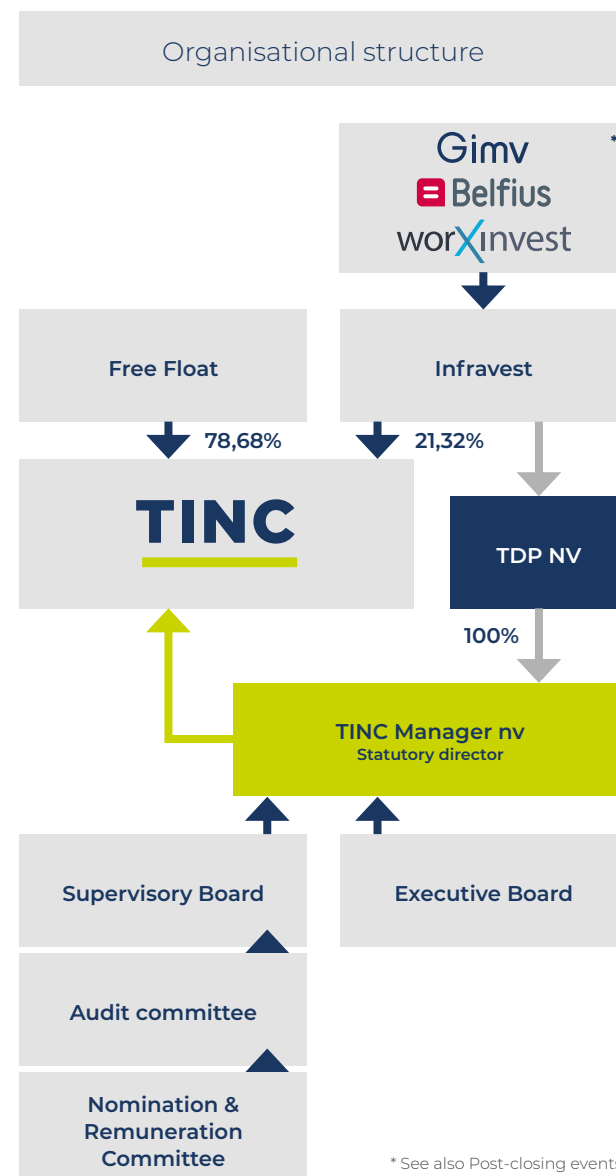 Organisational structure
*
Gimv
Belfius
worXinvest
Free Float
Infravest
78,68%
21,32%
TINC
TDP NV
100%
TINC Manager nv
Statutory director
Supervisory Board
Executive Board
Audit committee
Nomination &
Remuneration
Committee
* See also Post-closing event